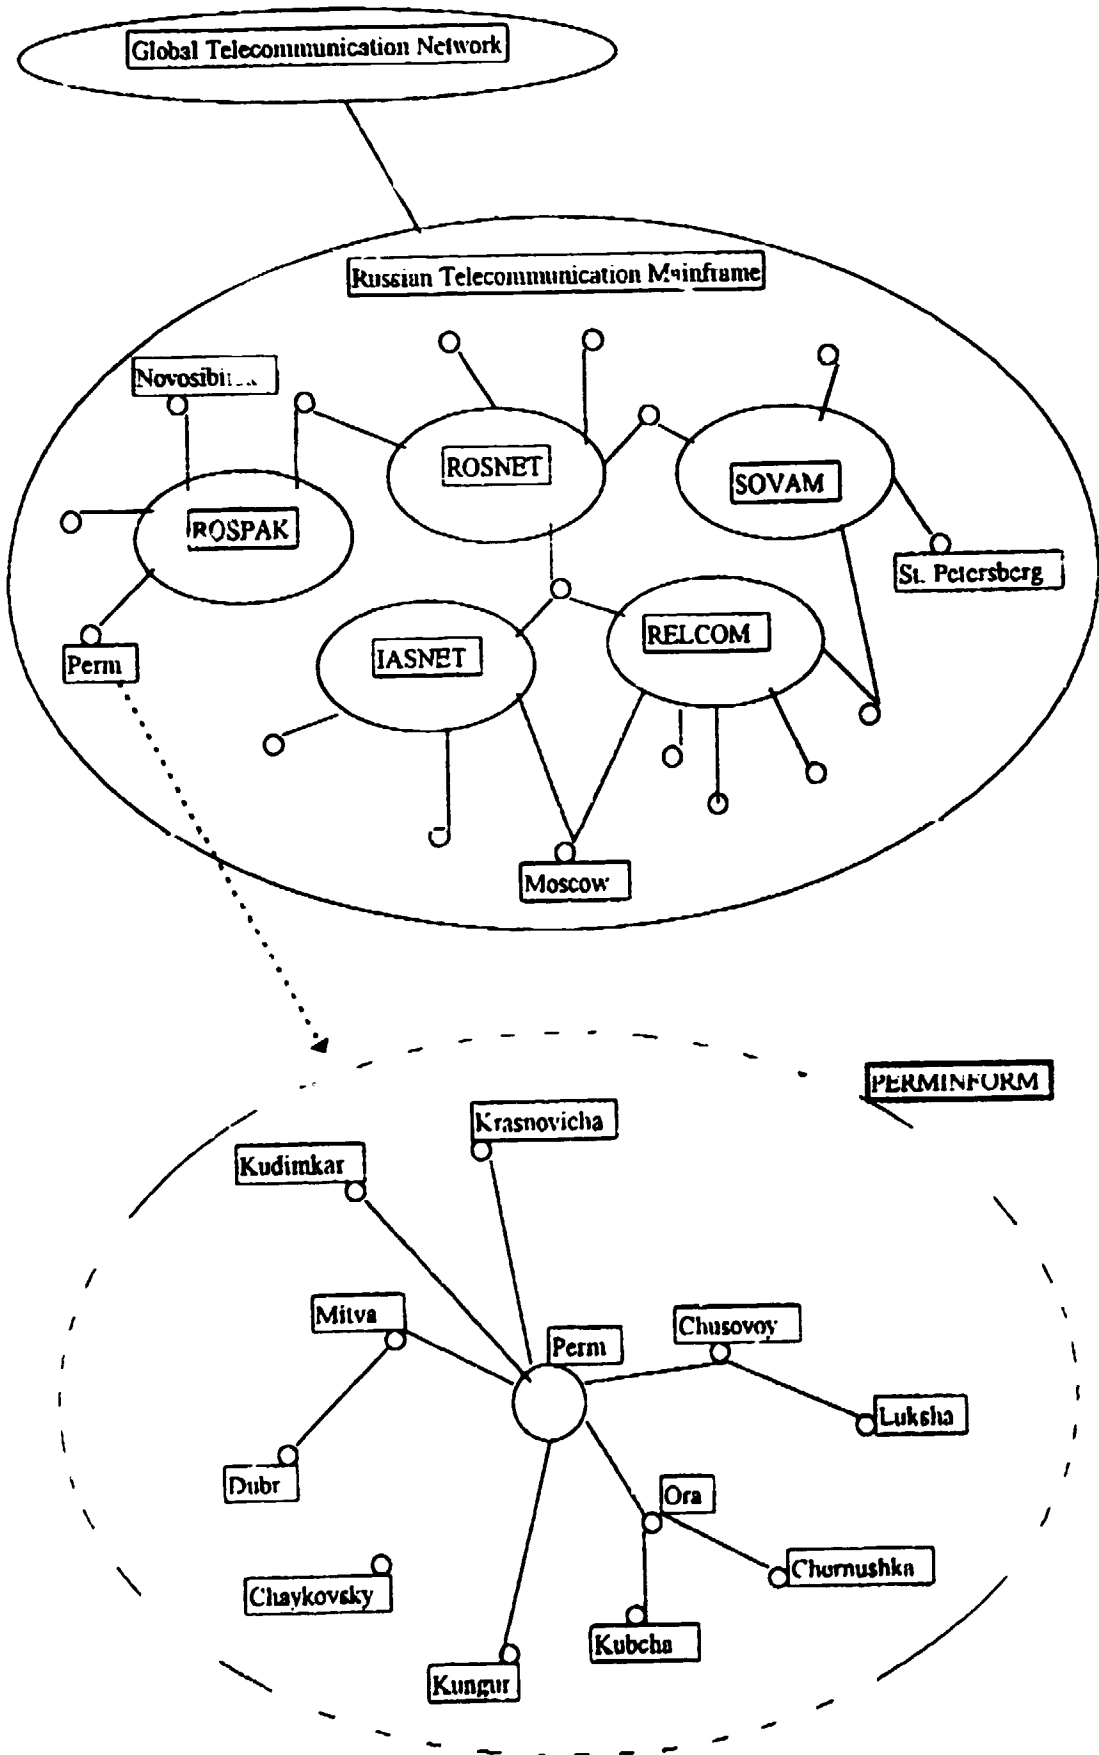 Global Telecommunication Network
Russian Telecommunication Mainframe
ROSNET
SOVAM
ROSPAK
St. Petersberg
RELCOM
IASNET
Perm
Moscow
PERMINFORM
Krasnovicha
Kudimkar
Mitva
Chusovoy
Perm
Luksha
Dubr
Ora
Chornushka
Chaykovsky
Kubcha
Kungur